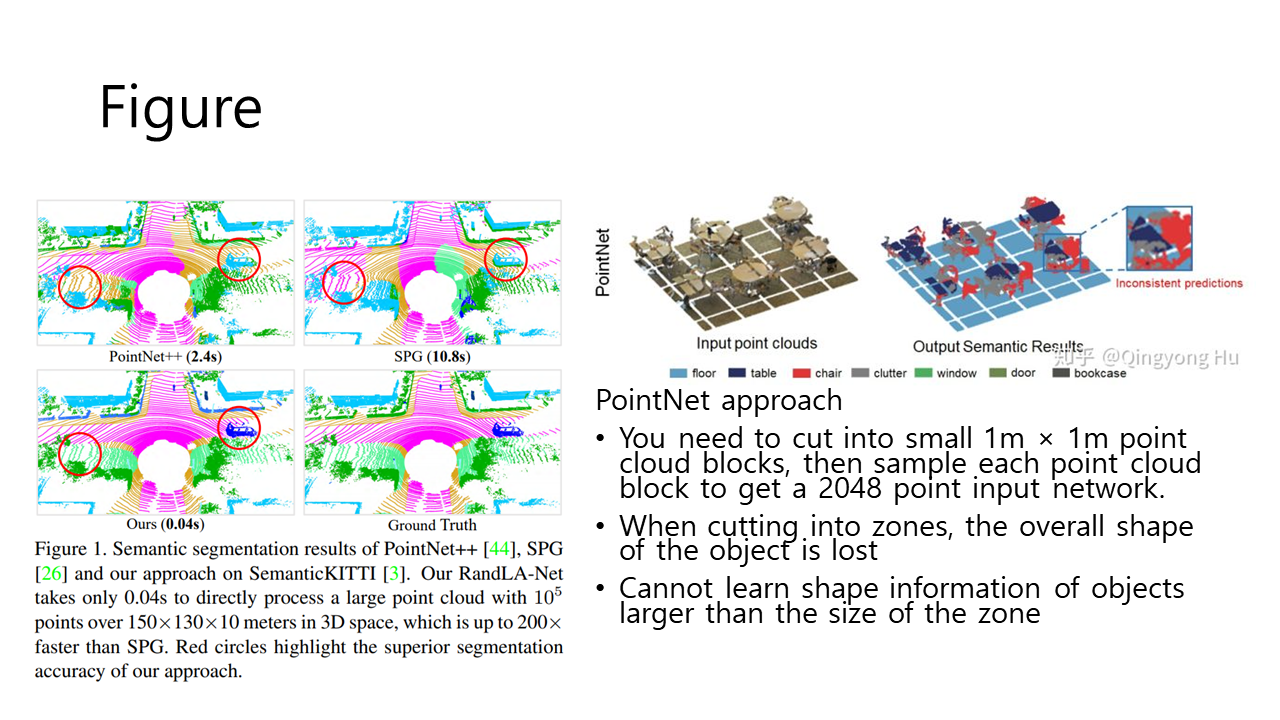 Figure
PointNet++ (2.4s)
SPG (10.8s)
Ours (0.04s)
Ground Truth
Figure 1. Semantic segmentation results of PointNet++ [44], SPG
[26] and our approach on SemanticKITTI [3]. Our RandLA-Net
takes only 0.04s to directly process a large point cloud with 10⁵
points over 150×130×10 meters in 3D space, which is up to 200×
faster than SPG. Red circles highlight the superior segmentation
accuracy of our approach.
PointNet
Inconsistent predictions
Input point clouds
Output Semantic Results
知乎 @Qingyong Hu
floor table chair clutter window door bookcase
PointNet approach
• You need to cut into small 1m × 1m point
cloud blocks, then sample each point cloud
block to get a 2048 point input network.
• When cutting into zones, the overall shape
of the object is lost
• Cannot learn shape information of objects
larger than the size of the zone